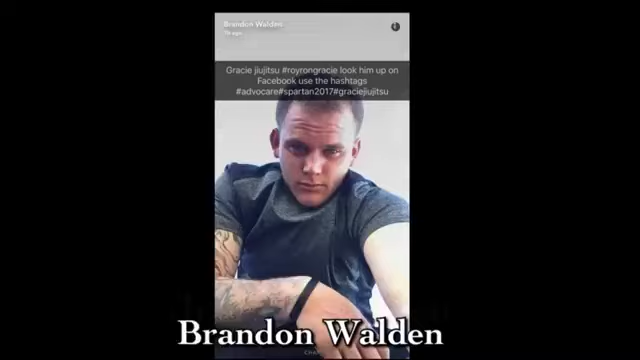 Brandon Walden
Gracie jiujitsu #royrongracie look him up on
Facebook use the hashtags
#advocare#spartan2017#graciejiujitsu
Brandon Walden